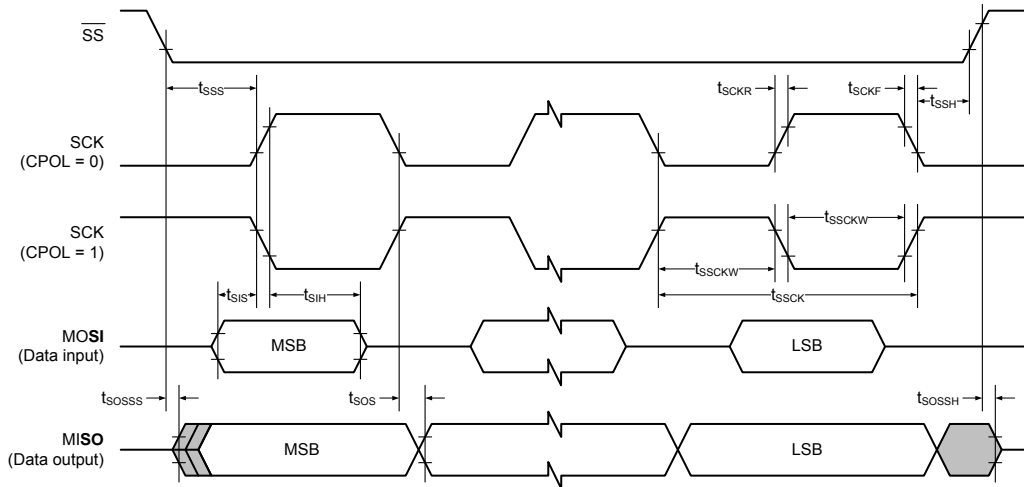 SS
tSSS
tSCKR
tSCKF
tSSH
SCK
(CPOL = 0)
SCK
(CPOL = 1)
tSSCKW
tSSCKW
tSSCK
tSIS
tSIH
MOSI
(Data input)
MSB
LSB
tSOSSS
tSOS
tSOSSH
MISO
(Data output)
MSB
LSB